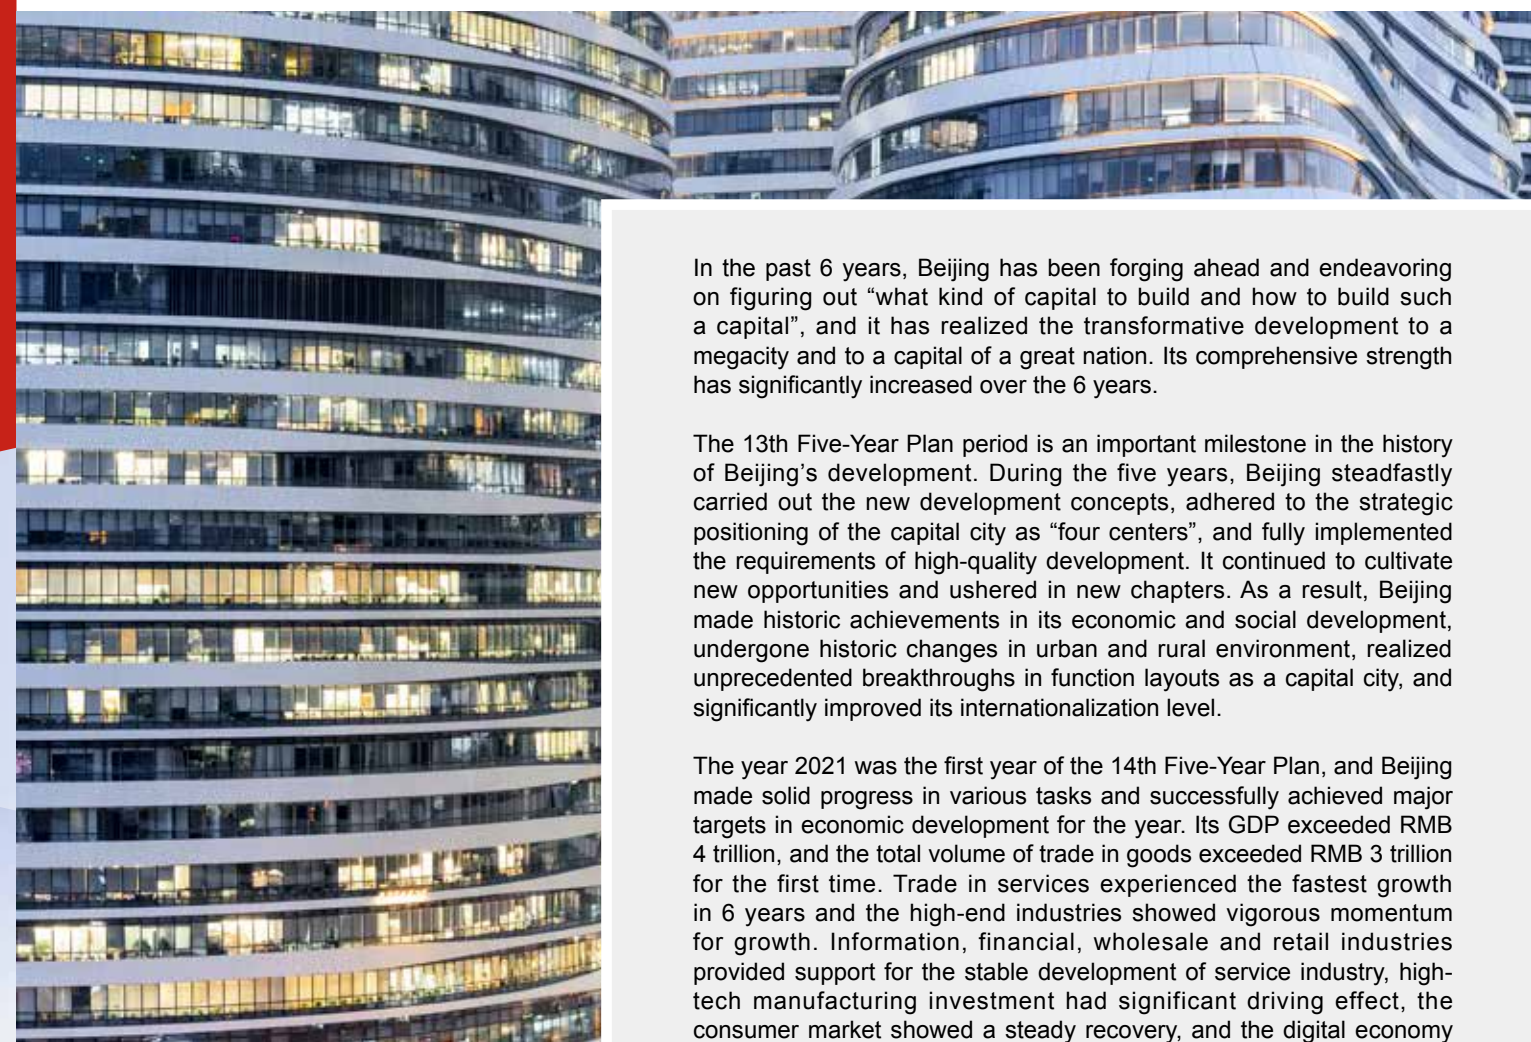 In the past 6 years, Beijing has been forging ahead and endeavoring
on figuring out “what kind of capital to build and how to build such
a capital”, and it has realized the transformative development to a
megacity and to a capital of a great nation. Its comprehensive strength
has significantly increased over the 6 years.
The 13th Five-Year Plan period is an important milestone in the history
of Beijing’s development. During the five years, Beijing steadfastly
carried out the new development concepts, adhered to the strategic
positioning of the capital city as “four centers”, and fully implemented
the requirements of high-quality development. It continued to cultivate
new opportunities and ushered in new chapters. As a result, Beijing
made historic achievements in its economic and social development,
undergone historic changes in urban and rural environment, realized
unprecedented breakthroughs in function layouts as a capital city, and
significantly improved its internationalization level.
The year 2021 was the first year of the 14th Five-Year Plan, and Beijing
made solid progress in various tasks and successfully achieved major
targets in economic development for the year. Its GDP exceeded RMB
4 trillion, and the total volume of trade in goods exceeded RMB 3 trillion
for the first time. Trade in services experienced the fastest growth
in 6 years and the high-end industries showed vigorous momentum
for growth. Information, financial, wholesale and retail industries
provided support for the stable development of service industry, high-
tech manufacturing investment had significant driving effect, the
consumer market showed a steady recovery, and the digital economy